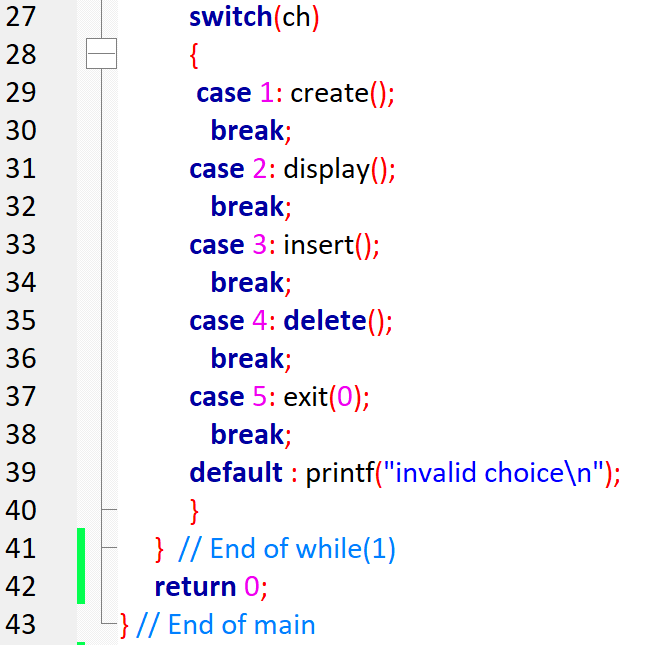 27 switch(ch)
28 {
29 case 1: create();
30 break;
31 case 2: display();
32 break;
33 case 3: insert();
34 break;
35 case 4: delete();
36 break;
37 case 5: exit(0);
38 break;
39 default : printf("invalid choice\n");
40 }
41 } // End of while(1)
42 return 0;
43 } // End of main